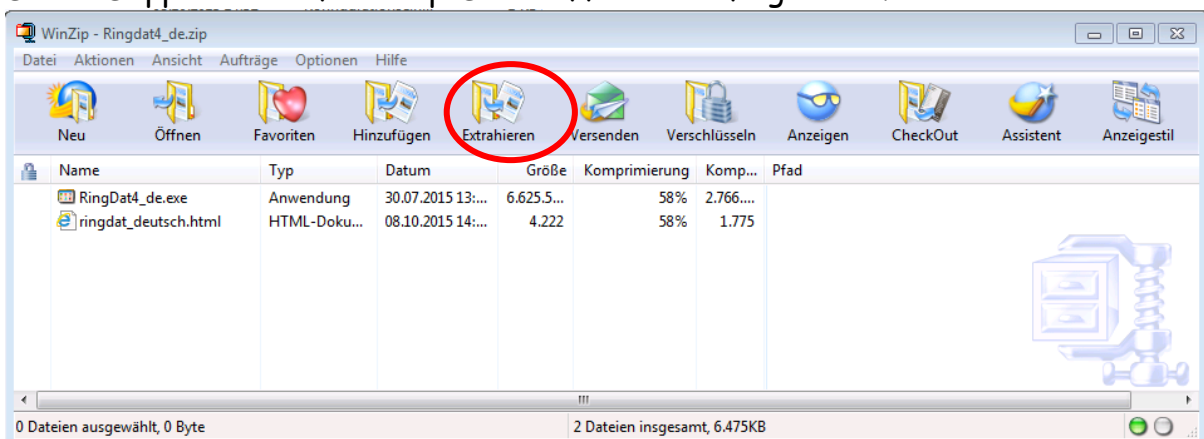 WinZip - Ringdat4_de.zip
Datei Aktionen Ansicht Aufträge Optionen Hilfe
Neu Öffnen Favoriten Hinzufügen Extrahieren Versenden Verschlüsseln Anzeigen CheckOut Assistent Anzeigestil
Name Typ Datum Größe Komprimierung Komp... Pfad
RingDat4_de.exe Anwendung 30.07.2015 13:... 6.625.5... 58% 2.766....
ringdat_deutsch.html HTML-Doku... 08.10.2015 14:... 4.222 58% 1.775
0 Dateien ausgewählt, 0 Byte 2 Dateien insgesamt, 6.475KB